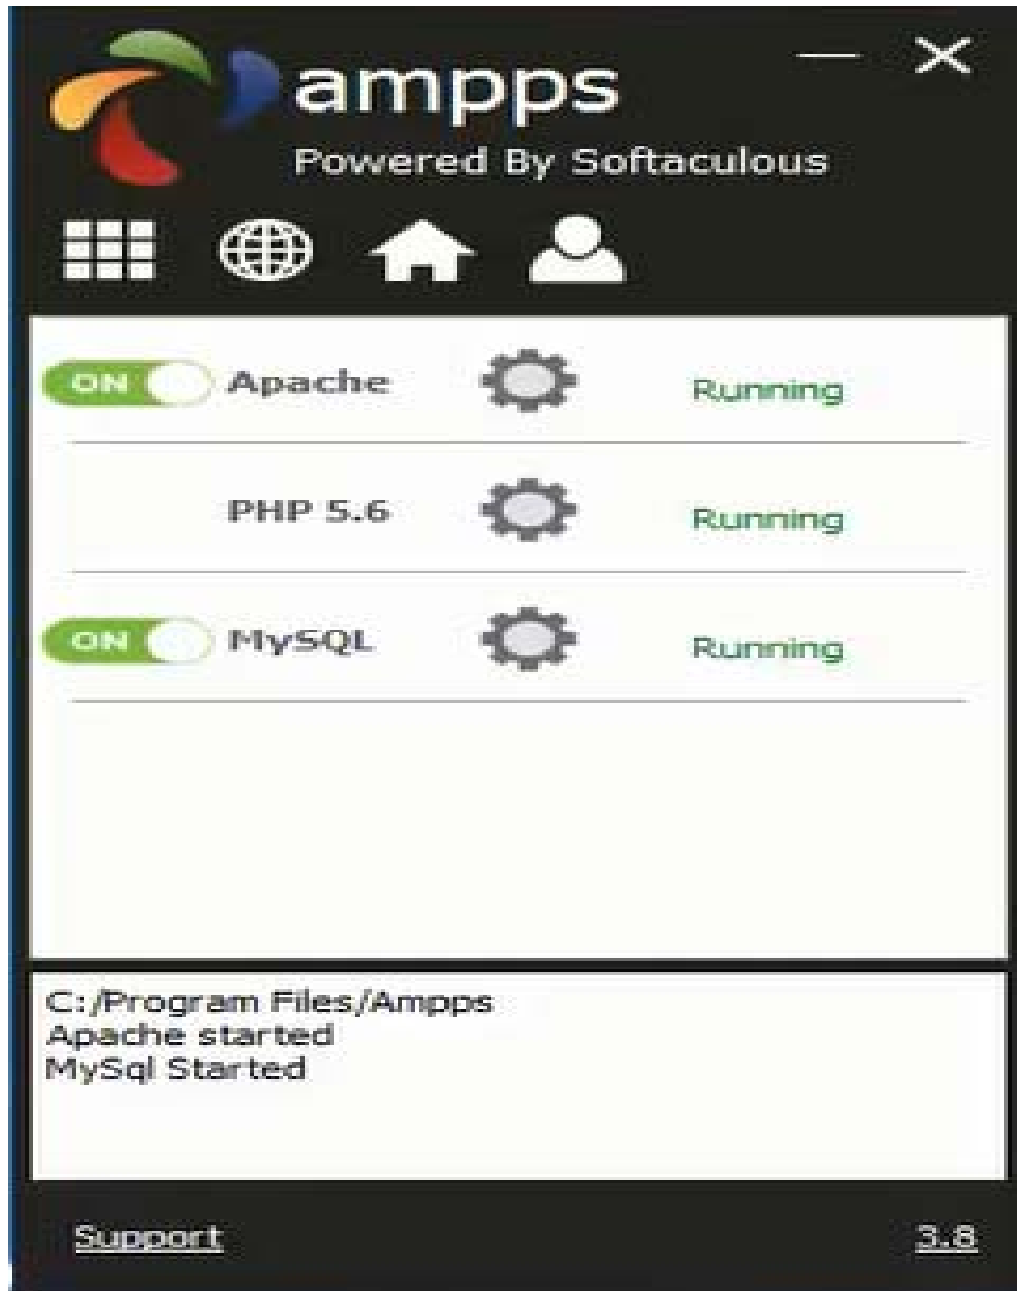 ampps
Powered By Softaculous
ON Apache Running
PHP 5.6 Running
ON MySQL Running
C:/Program Files/Ampps
Apache started
MySql Started
Support 3.8